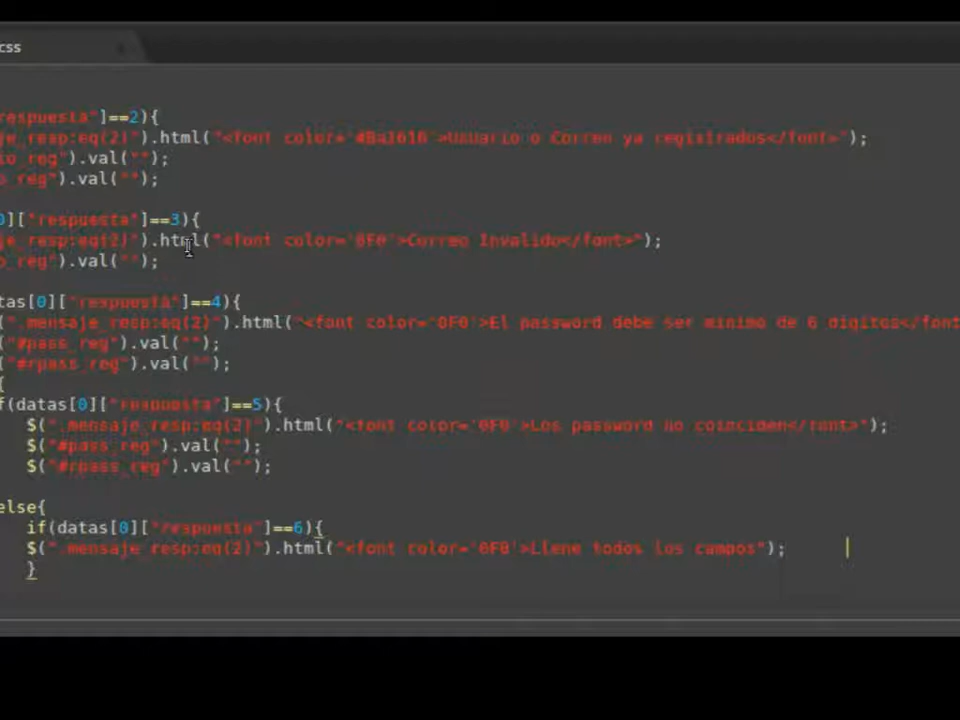 css
respuesta"]==2){
je_resp:eq(2)").html("<font color='#Ba1610'>Usuario o Correo ya registrados</font>");
io_reg").val("");
o_reg").val("");
0]["respuesta"]==3){
je_resp:eq(2)").html("<font color='0F0'>Correo Invalido</font>");
o_reg").val("");
tas[0]["respuesta"]==4){
(".mensaje_resp:eq(2)").html("<font color='0F0'>El password debe ser minimo de 6 digitos</font
("#pass_reg").val("");
("#rpass_reg").val("");
{
f(datas[0]["respuesta"]==5){
$(".mensaje_resp:eq(2)").html("<font color='0F0'>Los password no coinciden</font>");
$("#pass_reg").val("");
$("#rpass_reg").val("");
else{
if(datas[0]["respuesta"]==6){
$(".mensaje_resp:eq(2)").html("<font color='0F0'>Llene todos los campos");
}